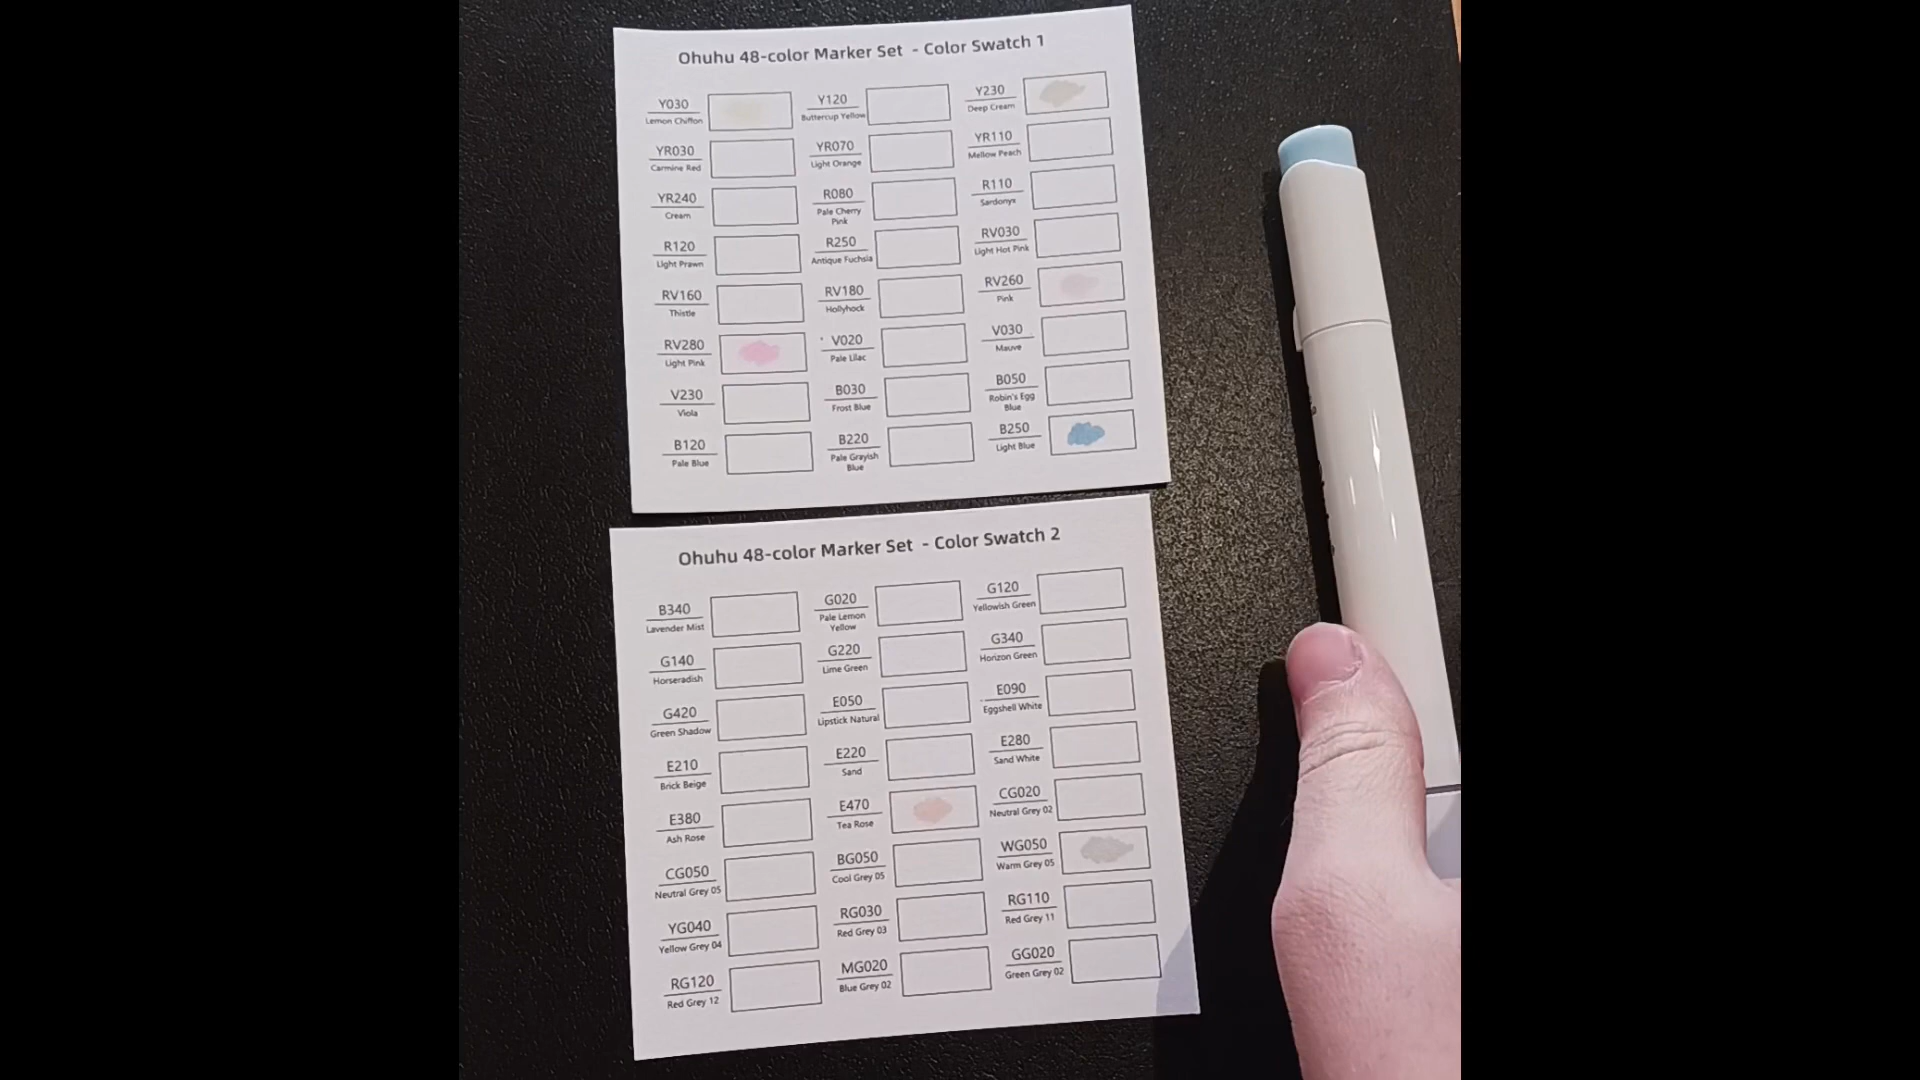 Ohuhu 48-color Marker Set - Color Swatch 1
Y030
Lemon Chiffon
Y120
Buttercup Yellow
Y230
Deep Cream
YR030
Carmine Red
YR070
Light Orange
YR110
Mellow Peach
YR240
Cream
R080
Pale Cherry
Pink
R110
Sardonyx
R120
Light Prawn
R250
Antique Fuchsia
RV030
Light Hot Pink
RV160
Thistle
RV180
Hollyhock
RV260
Pink
RV280
Light Pink
V020
Pale Lilac
V030
Mauve
V230
Viola
B030
Frost Blue
B050
Robin's Egg
Blue
B120
Pale Blue
B220
Pale Grayish
Blue
B250
Light Blue
Ohuhu 48-color Marker Set - Color Swatch 2
B340
Lavender Mist
G020
Pale Lemon
Yellow
G120
Yellowish Green
G140
Horseradish
G220
Lime Green
G340
Horizon Green
G420
Green Shadow
E050
Lipstick Natural
E090
Eggshell White
E210
Brick Beige
E220
Sand
E280
Sand White
E380
Ash Rose
E470
Tea Rose
CG020
Neutral Grey 02
CG050
Neutral Grey 05
BG050
Cool Grey 05
WG050
Warm Grey 05
YG040
Yellow Grey 04
RG030
Red Grey 03
RG110
Red Grey 11
RG120
Red Grey 12
MG020
Blue Grey 02
GG020
Green Grey 02